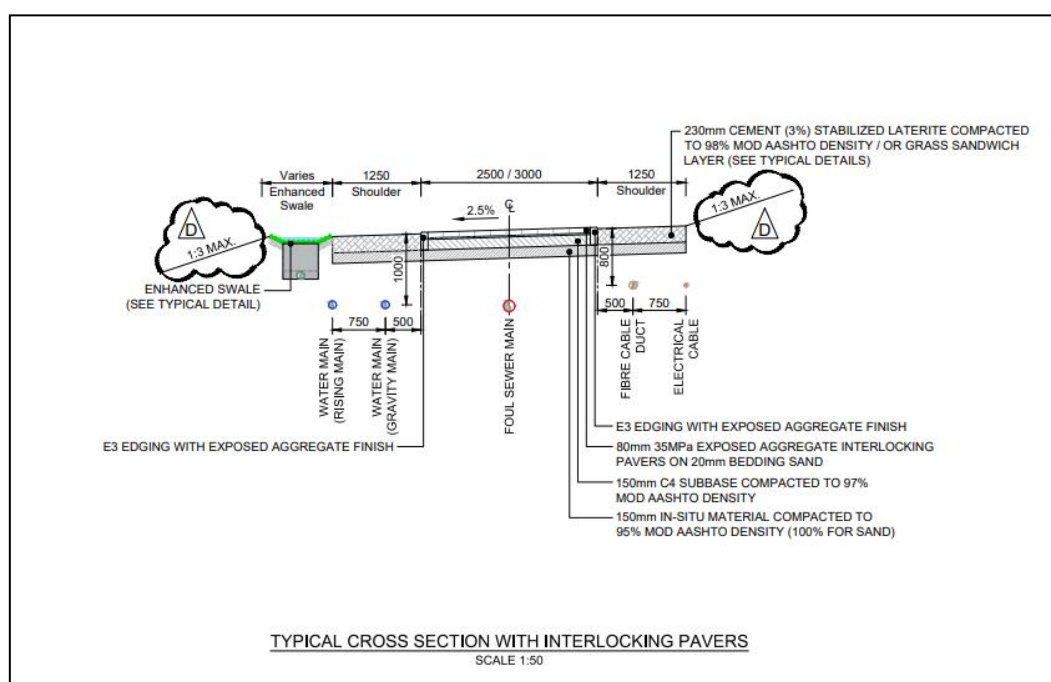 230mm CEMENT (3%) STABILIZED LATERITE COMPACTED
TO 98% MOD AASHTO DENSITY / OR GRASS SANDWICH
LAYER (SEE TYPICAL DETAILS)
Varies
Enhanced
Swale
1250
Shoulder
2500 / 3000
1250
Shoulder
℄
2.5%
D
1:3 MAX.
1:3 MAX.
D
1000
800
ENHANCED SWALE
(SEE TYPICAL DETAIL)
750
500
500
750
WATER MAIN
(RISING MAIN)
WATER MAIN
(GRAVITY MAIN)
FOUL SEWER MAIN
FIBRE CABLE
DUCT
ELECTRICAL
CABLE
E3 EDGING WITH EXPOSED AGGREGATE FINISH
E3 EDGING WITH EXPOSED AGGREGATE FINISH
80mm 35MPa EXPOSED AGGREGATE INTERLOCKING
PAVERS ON 20mm BEDDING SAND
150mm C4 SUBBASE COMPACTED TO 97%
MOD AASHTO DENSITY
150mm IN-SITU MATERIAL COMPACTED TO
95% MOD AASHTO DENSITY (100% FOR SAND)
TYPICAL CROSS SECTION WITH INTERLOCKING PAVERS
SCALE 1:50